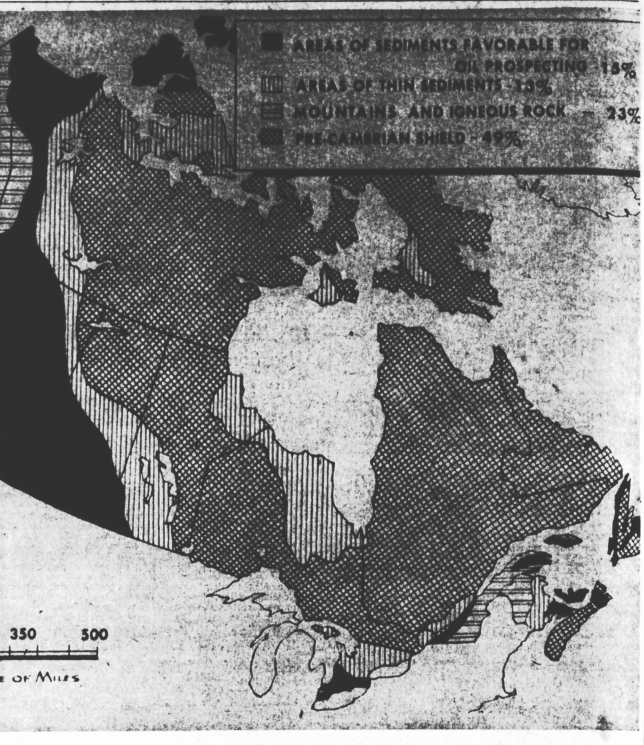 AREAS OF SEDIMENTS FAVORABLE FOR
OIL PROSPECTING 15%
AREAS OF THIN SEDIMENTS - 13%
MOUNTAINS AND IGNEOUS ROCK — 23%
PRE-CAMBRIAN SHIELD - 49%
350 500
E OF MILES